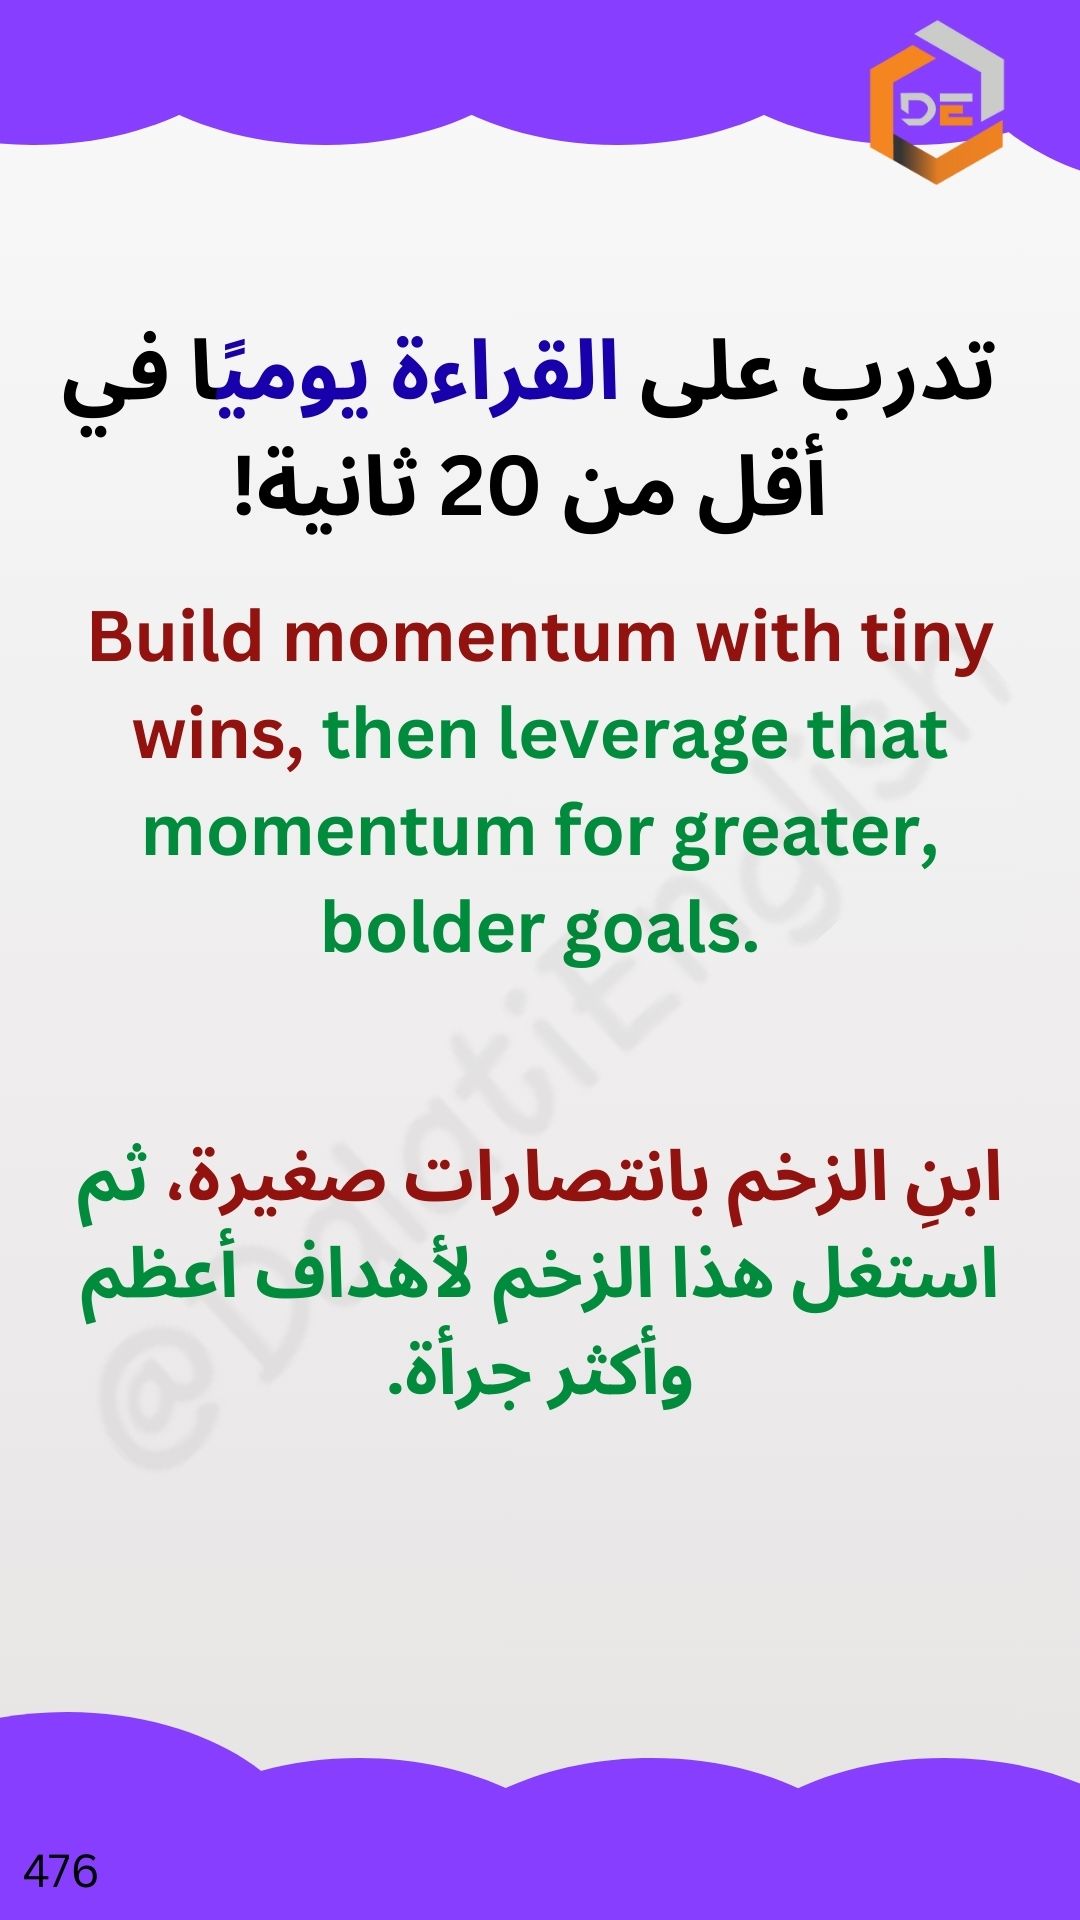 DE
تدرب على القراءة يوميًا في
أقل من 20 ثانية!
Build momentum with tiny
wins, then leverage that
momentum for greater,
bolder goals.
@DalatiEnglish
ابنِ الزخم بانتصارات صغيرة، ثم
استغل هذا الزخم لأهداف أعظم
وأكثر جرأة.
476